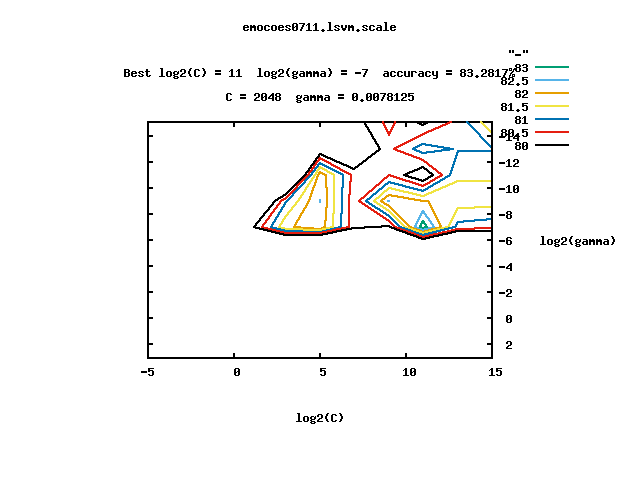 emocoes0711.lsvm.scale
"_"
Best log2(C) = 11  log2(gamma) = -7  accuracy = 83.2817%
83
82.5
C = 2048  gamma = 0.0078125
82
81.5
81
80.5
80
-14
-12
-10
-8
-6
-4
-2
0
2
log2(gamma)
-5 0 5 10 15
log2(C)